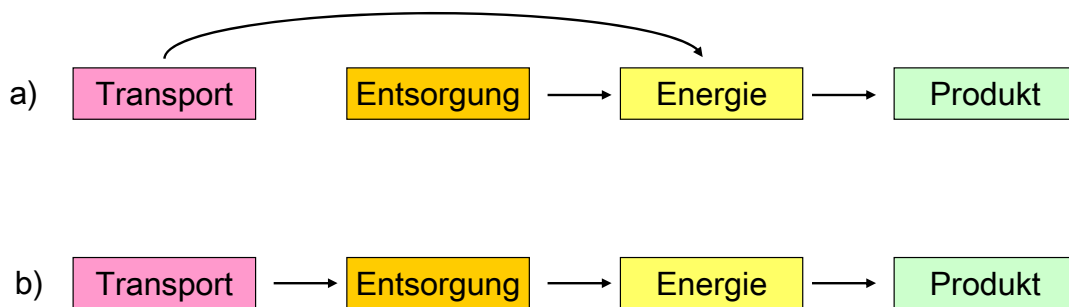 a) Transport Entsorgung Energie Produkt
b) Transport Entsorgung Energie Produkt